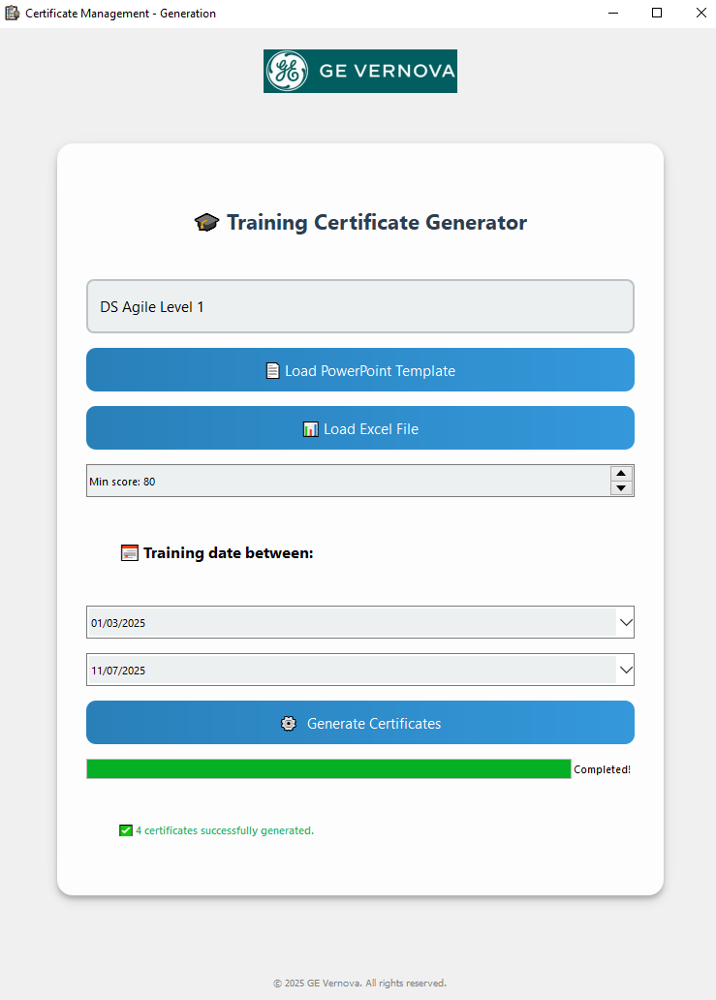 Certificate Management - Generation
GE VERNOVA
Training Certificate Generator
DS Agile Level 1
Load PowerPoint Template
Load Excel File
Min score: 80
Training date between:
01/03/2025
11/07/2025
Generate Certificates
Completed!
4 certificates successfully generated.
© 2025 GE Vernova. All rights reserved.